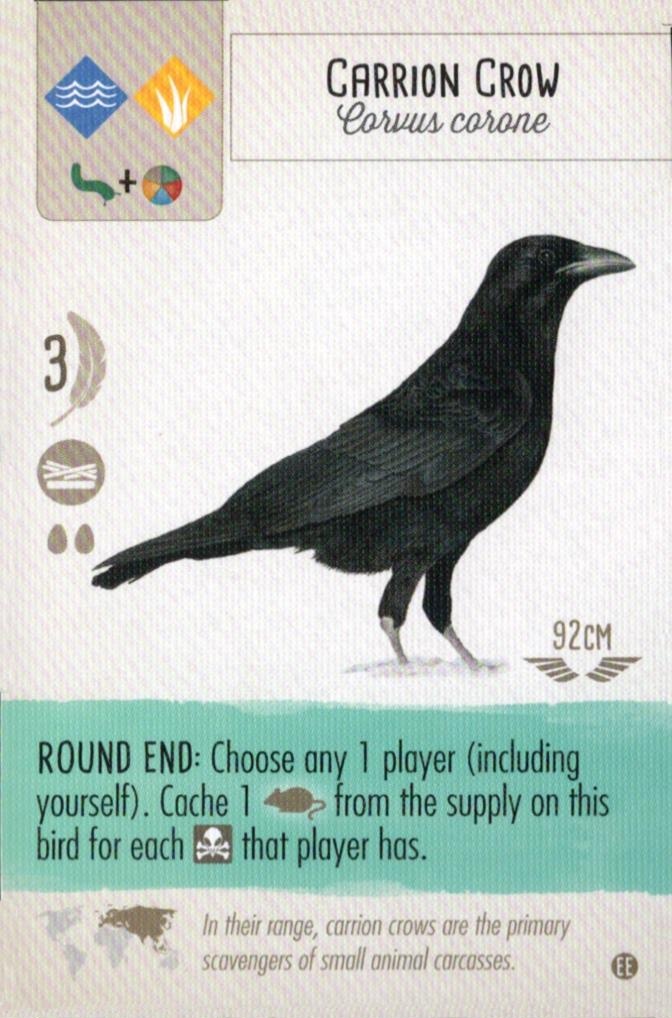 CARRION CROW
Corvus corone
+
3
92CM
ROUND END: Choose any 1 player (including
yourself). Cache 1 from the supply on this
bird for each that player has.
In their range, carrion crows are the primary
scavengers of small animal carcasses.
EE